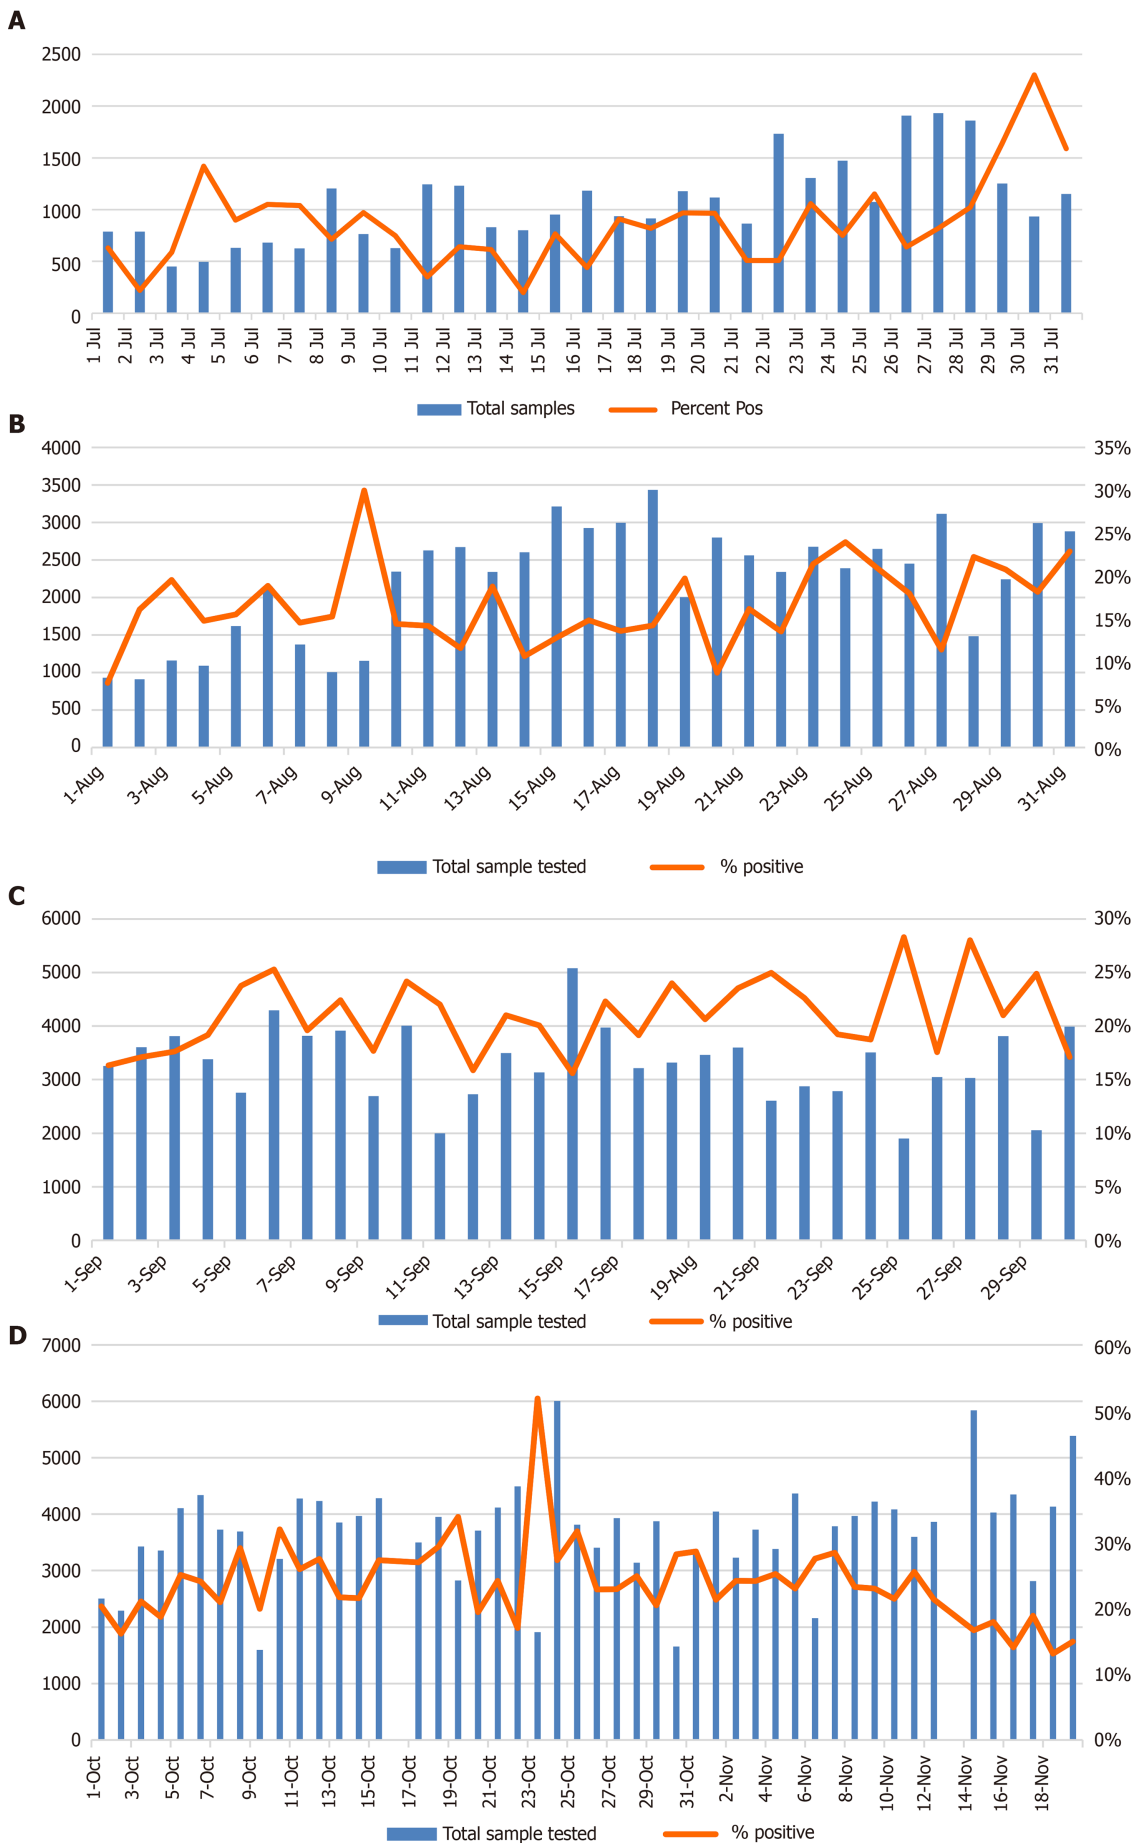 A
2500
2000
1500
1000
500
0
1 Jul 2 Jul 3 Jul 4 Jul 5 Jul 6 Jul 7 Jul 8 Jul 9 Jul 10 Jul 11 Jul 12 Jul 13 Jul 14 Jul 15 Jul 16 Jul 17 Jul 18 Jul 19 Jul 20 Jul 21 Jul 22 Jul 23 Jul 24 Jul 25 Jul 26 Jul 27 Jul 28 Jul 29 Jul 30 Jul 31 Jul
Total samples Percent Pos
B
4000 35%
3500 30%
3000 25%
2500 20%
2000 15%
1500 10%
1000 5%
500 0%
0
1-Aug 3-Aug 5-Aug 7-Aug 9-Aug 11-Aug 13-Aug 15-Aug 17-Aug 19-Aug 21-Aug 23-Aug 25-Aug 27-Aug 29-Aug 31-Aug
Total sample tested % positive
C
6000 30%
5000 25%
4000 20%
3000 15%
2000 10%
1000 5%
0 0%
1-Sep 3-Sep 5-Sep 7-Sep 9-Sep 11-Sep 13-Sep 15-Sep 17-Sep 19-Aug 21-Sep 23-Sep 25-Sep 27-Sep 29-Sep
Total sample tested % positive
D
7000 60%
6000 50%
5000 40%
4000 30%
3000 20%
2000 10%
1000 0%
0
1-Oct 3-Oct 5-Oct 7-Oct 9-Oct 11-Oct 13-Oct 15-Oct 17-Oct 19-Oct 21-Oct 23-Oct 25-Oct 27-Oct 29-Oct 31-Oct 2-Nov 4-Nov 6-Nov 8-Nov 10-Nov 12-Nov 14-Nov 16-Nov 18-Nov
Total sample tested % positive